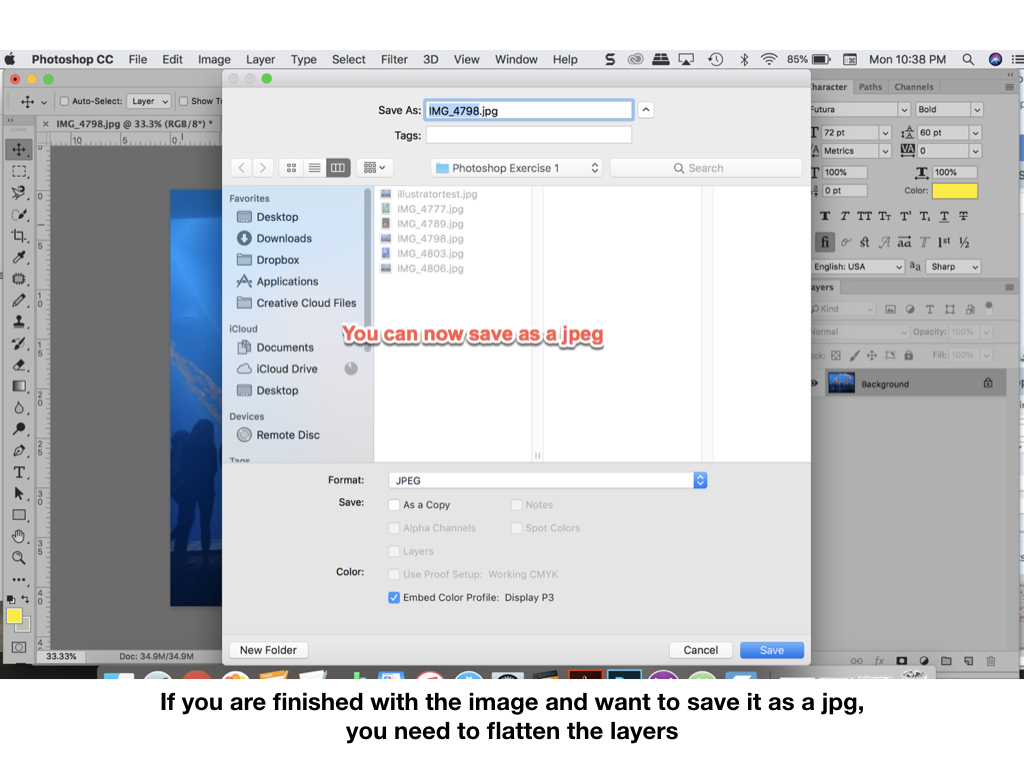 Photoshop CC File Edit Image Layer Type Select Filter 3D View Window Help 85% Mon 10:38 PM
Auto-Select: Layer Show
IMG_4798.jpg @ 33.3% (RGB/8*) *
Save As: IMG_4798.jpg
Tags:
Photoshop Exercise 1
Search
Favorites
Desktop
Downloads
Dropbox
Applications
Creative Cloud Files
iCloud
Documents
iCloud Drive
Desktop
Devices
Remote Disc
Tags
illustratortest.jpg
IMG_4777.jpg
IMG_4789.jpg
IMG_4798.jpg
IMG_4803.jpg
IMG_4806.jpg
You can now save as a jpeg
Format: JPEG
Save: As a Copy Notes
Alpha Channels Spot Colors
Layers
Color: Use Proof Setup: Working CMYK
Embed Color Profile: Display P3
New Folder Cancel Save
haracter Paths Channels
Futura Bold
72 pt 60 pt
Metrics 0
100% 100%
0 pt Color:
English: USA Sharp
ayers
Kind
ormal Opacity: 100%
ock: Fill: 100%
Background
33.33% Doc: 34.9M/34.9M
If you are finished with the image and want to save it as a jpg,
you need to flatten the layers